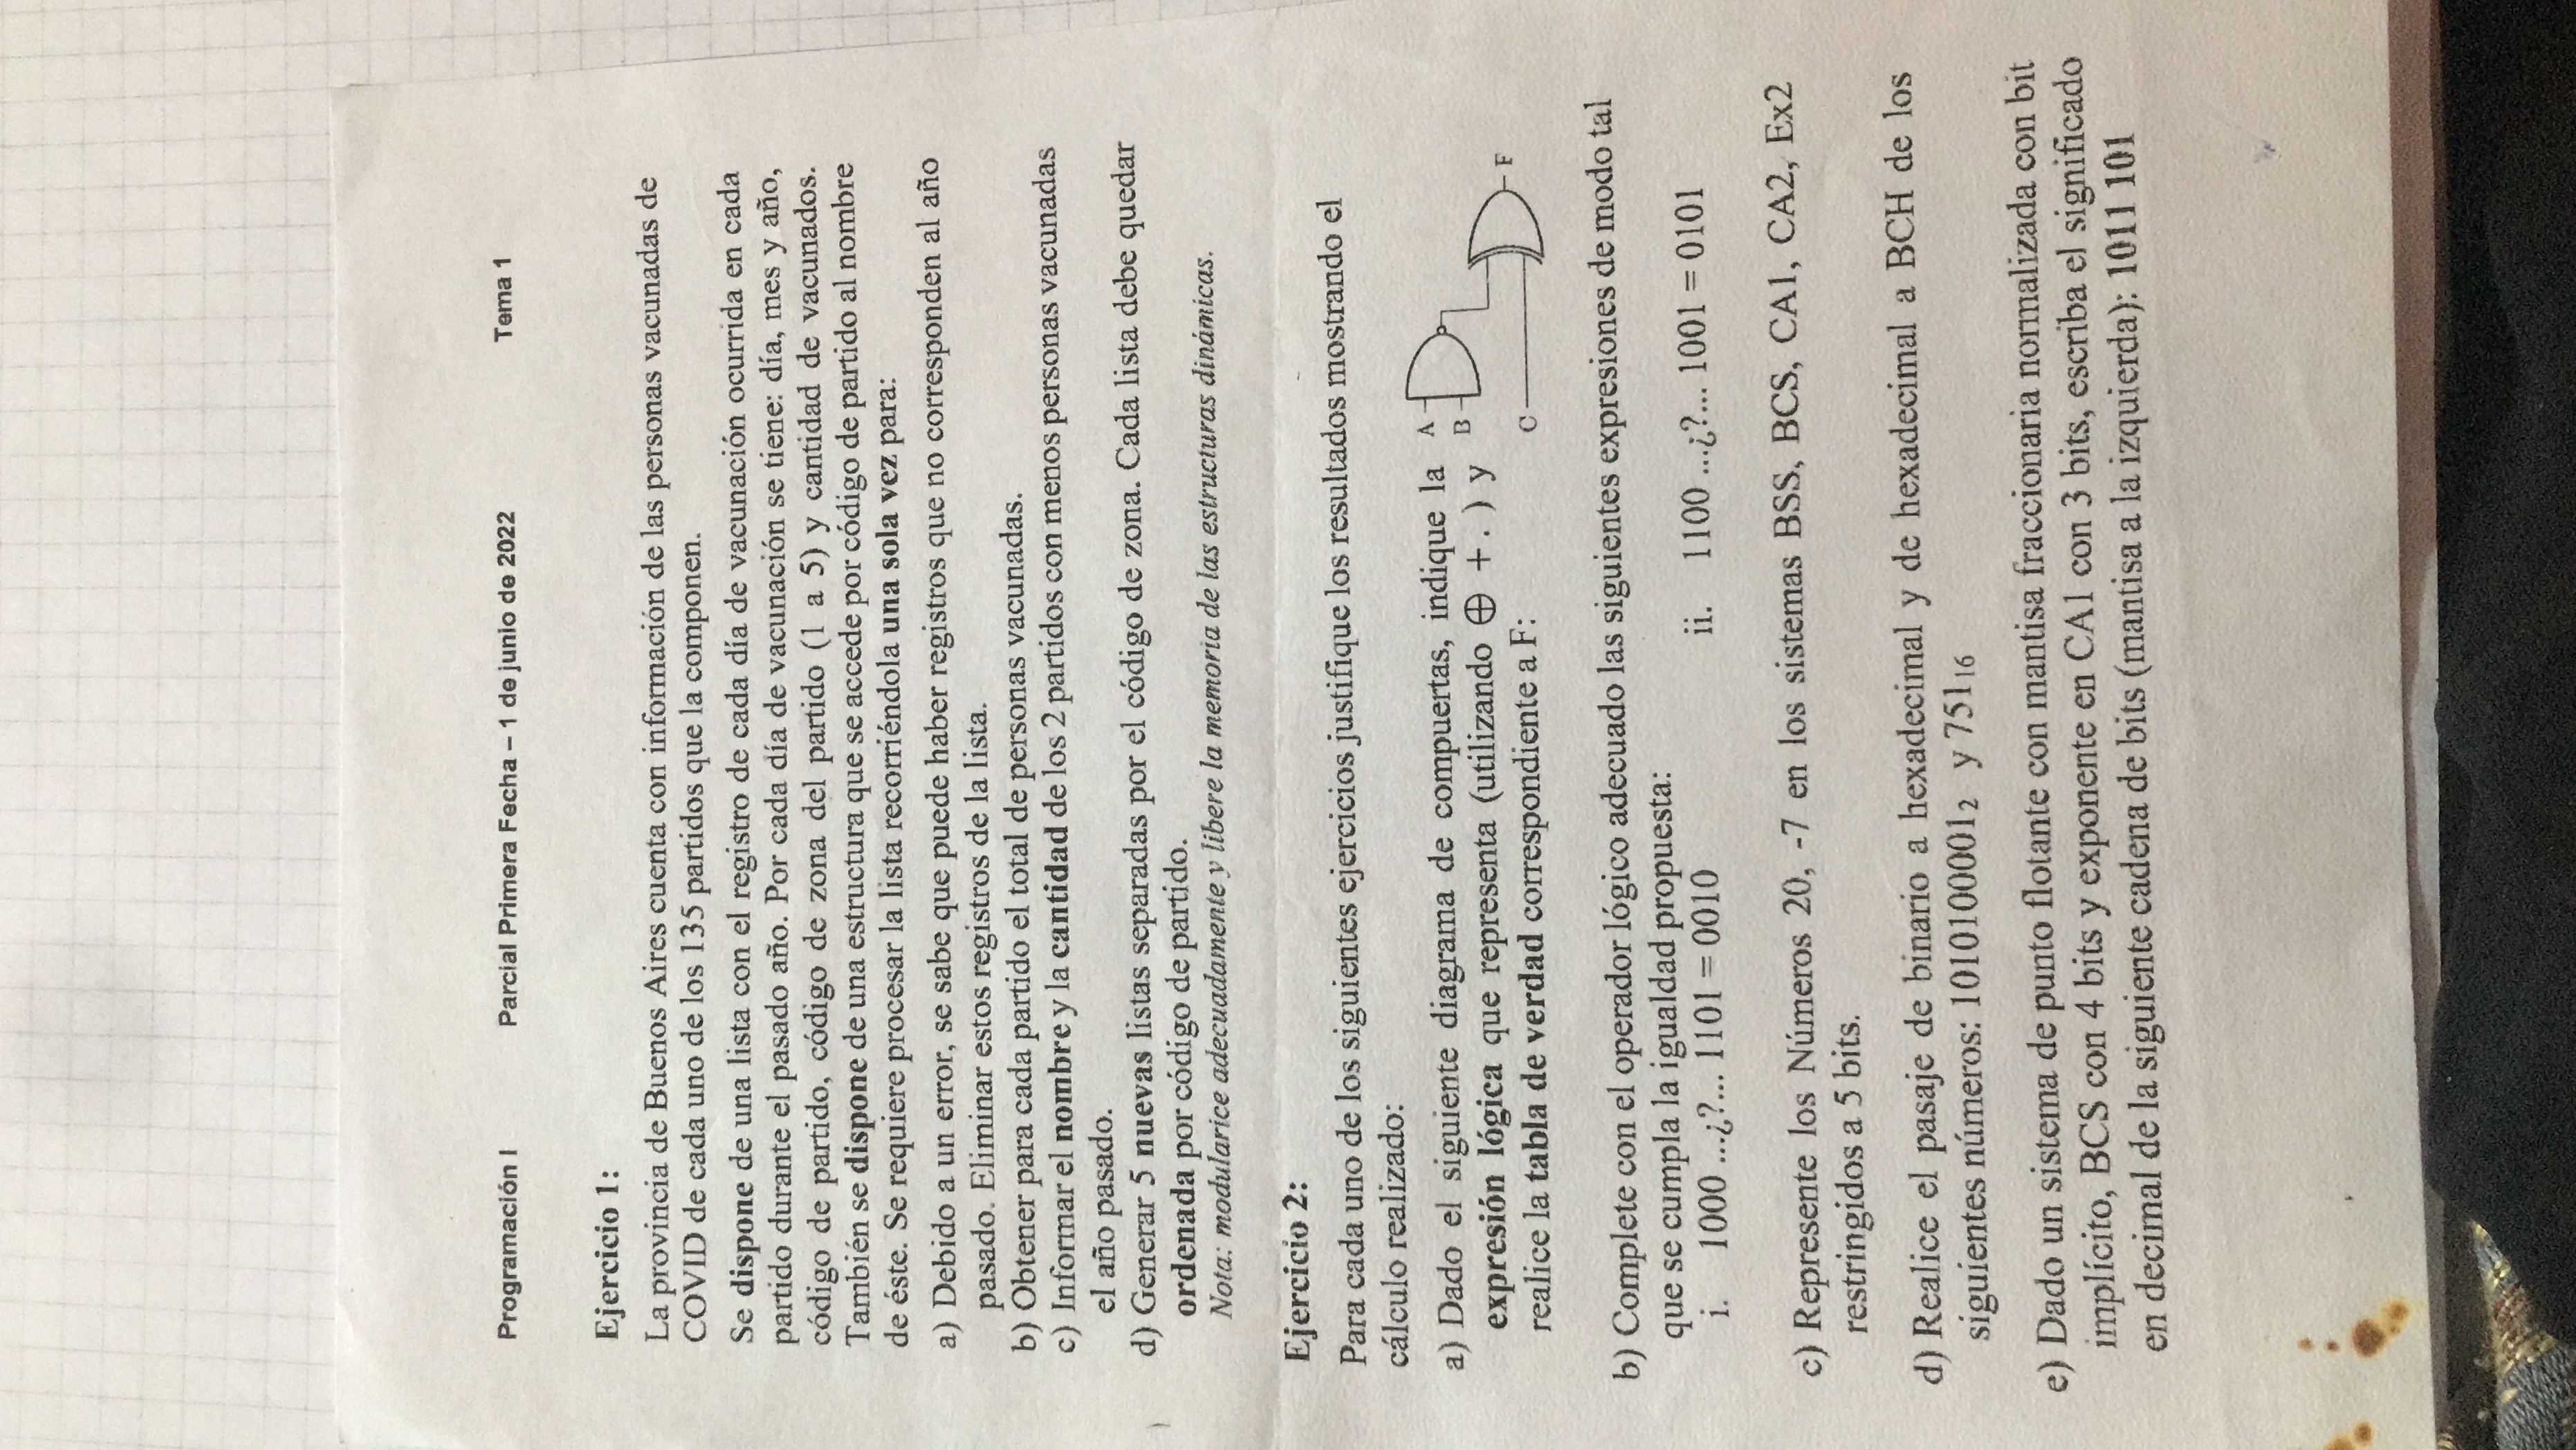 Programación I Parcial Primera Fecha – 1 de junio de 2022 Tema 1
Ejercicio 1:
La provincia de Buenos Aires cuenta con información de las personas vacunadas de
COVID de cada uno de los 135 partidos que la componen.
Se dispone de una lista con el registro de cada día de vacunación ocurrida en cada
partido durante el pasado año. Por cada día de vacunación se tiene: día, mes y año,
código de partido, código de zona del partido (1 a 5) y cantidad de vacunados.
También se dispone de una estructura que se accede por código de partido al nombre
de éste. Se requiere procesar la lista recorriéndola una sola vez para:
a) Debido a un error, se sabe que puede haber registros que no corresponden al año
pasado. Eliminar estos registros de la lista.
b) Obtener para cada partido el total de personas vacunadas.
c) Informar el nombre y la cantidad de los 2 partidos con menos personas vacunadas
el año pasado.
d) Generar 5 nuevas listas separadas por el código de zona. Cada lista debe quedar
ordenada por código de partido.
Nota: modularice adecuadamente y libere la memoria de las estructuras dinámicas.
Ejercicio 2:
Para cada uno de los siguientes ejercicios justifique los resultados mostrando el
cálculo realizado:
a) Dado el siguiente diagrama de compuertas, indique la
expresión lógica que representa (utilizando ⊕ + . ) y
realice la tabla de verdad correspondiente a F:
A
B
C
F
b) Complete con el operador lógico adecuado las siguientes expresiones de modo tal
que se cumpla la igualdad propuesta:
i. 1000 ...¿?... 1101 = 0010 ii. 1100 ...¿?... 1001 = 0101
c) Represente los Números 20, -7 en los sistemas BSS, BCS, CA1, CA2, Ex2
restringidos a 5 bits.
d) Realice el pasaje de binario a hexadecimal y de hexadecimal a BCH de los
siguientes números: 1010100001₂ y 751₁₆
e) Dado un sistema de punto flotante con mantisa fraccionaria normalizada con bit
implícito, BCS con 4 bits y exponente en CA1 con 3 bits, escriba el significado
en decimal de la siguiente cadena de bits (mantisa a la izquierda): 1011 101